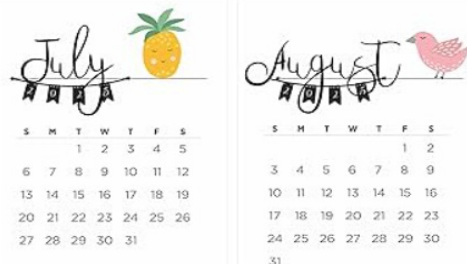 July
2025
S M T W T F S
1 2 3 4 5
6 7 8 9 10 11 12
13 14 15 16 17 18 19
20 21 22 23 24 25 26
27 28 29 30 31
August
2025
S M T W T F S
1 2
3 4 5 6 7 8 9
10 11 12 13 14 15 16
17 18 19 20 21 22 23
24 25 26 27 28 29 30
31